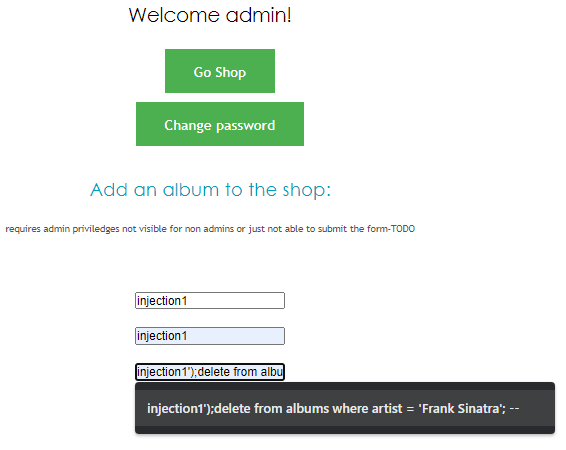 Welcome admin!
Go Shop
Change password
Add an album to the shop:
requires admin priviledges not visible for non admins or just not able to submit the form-TODO
injection1
injection1
injection1');delete from albu
injection1');delete from albums where artist = 'Frank Sinatra'; --